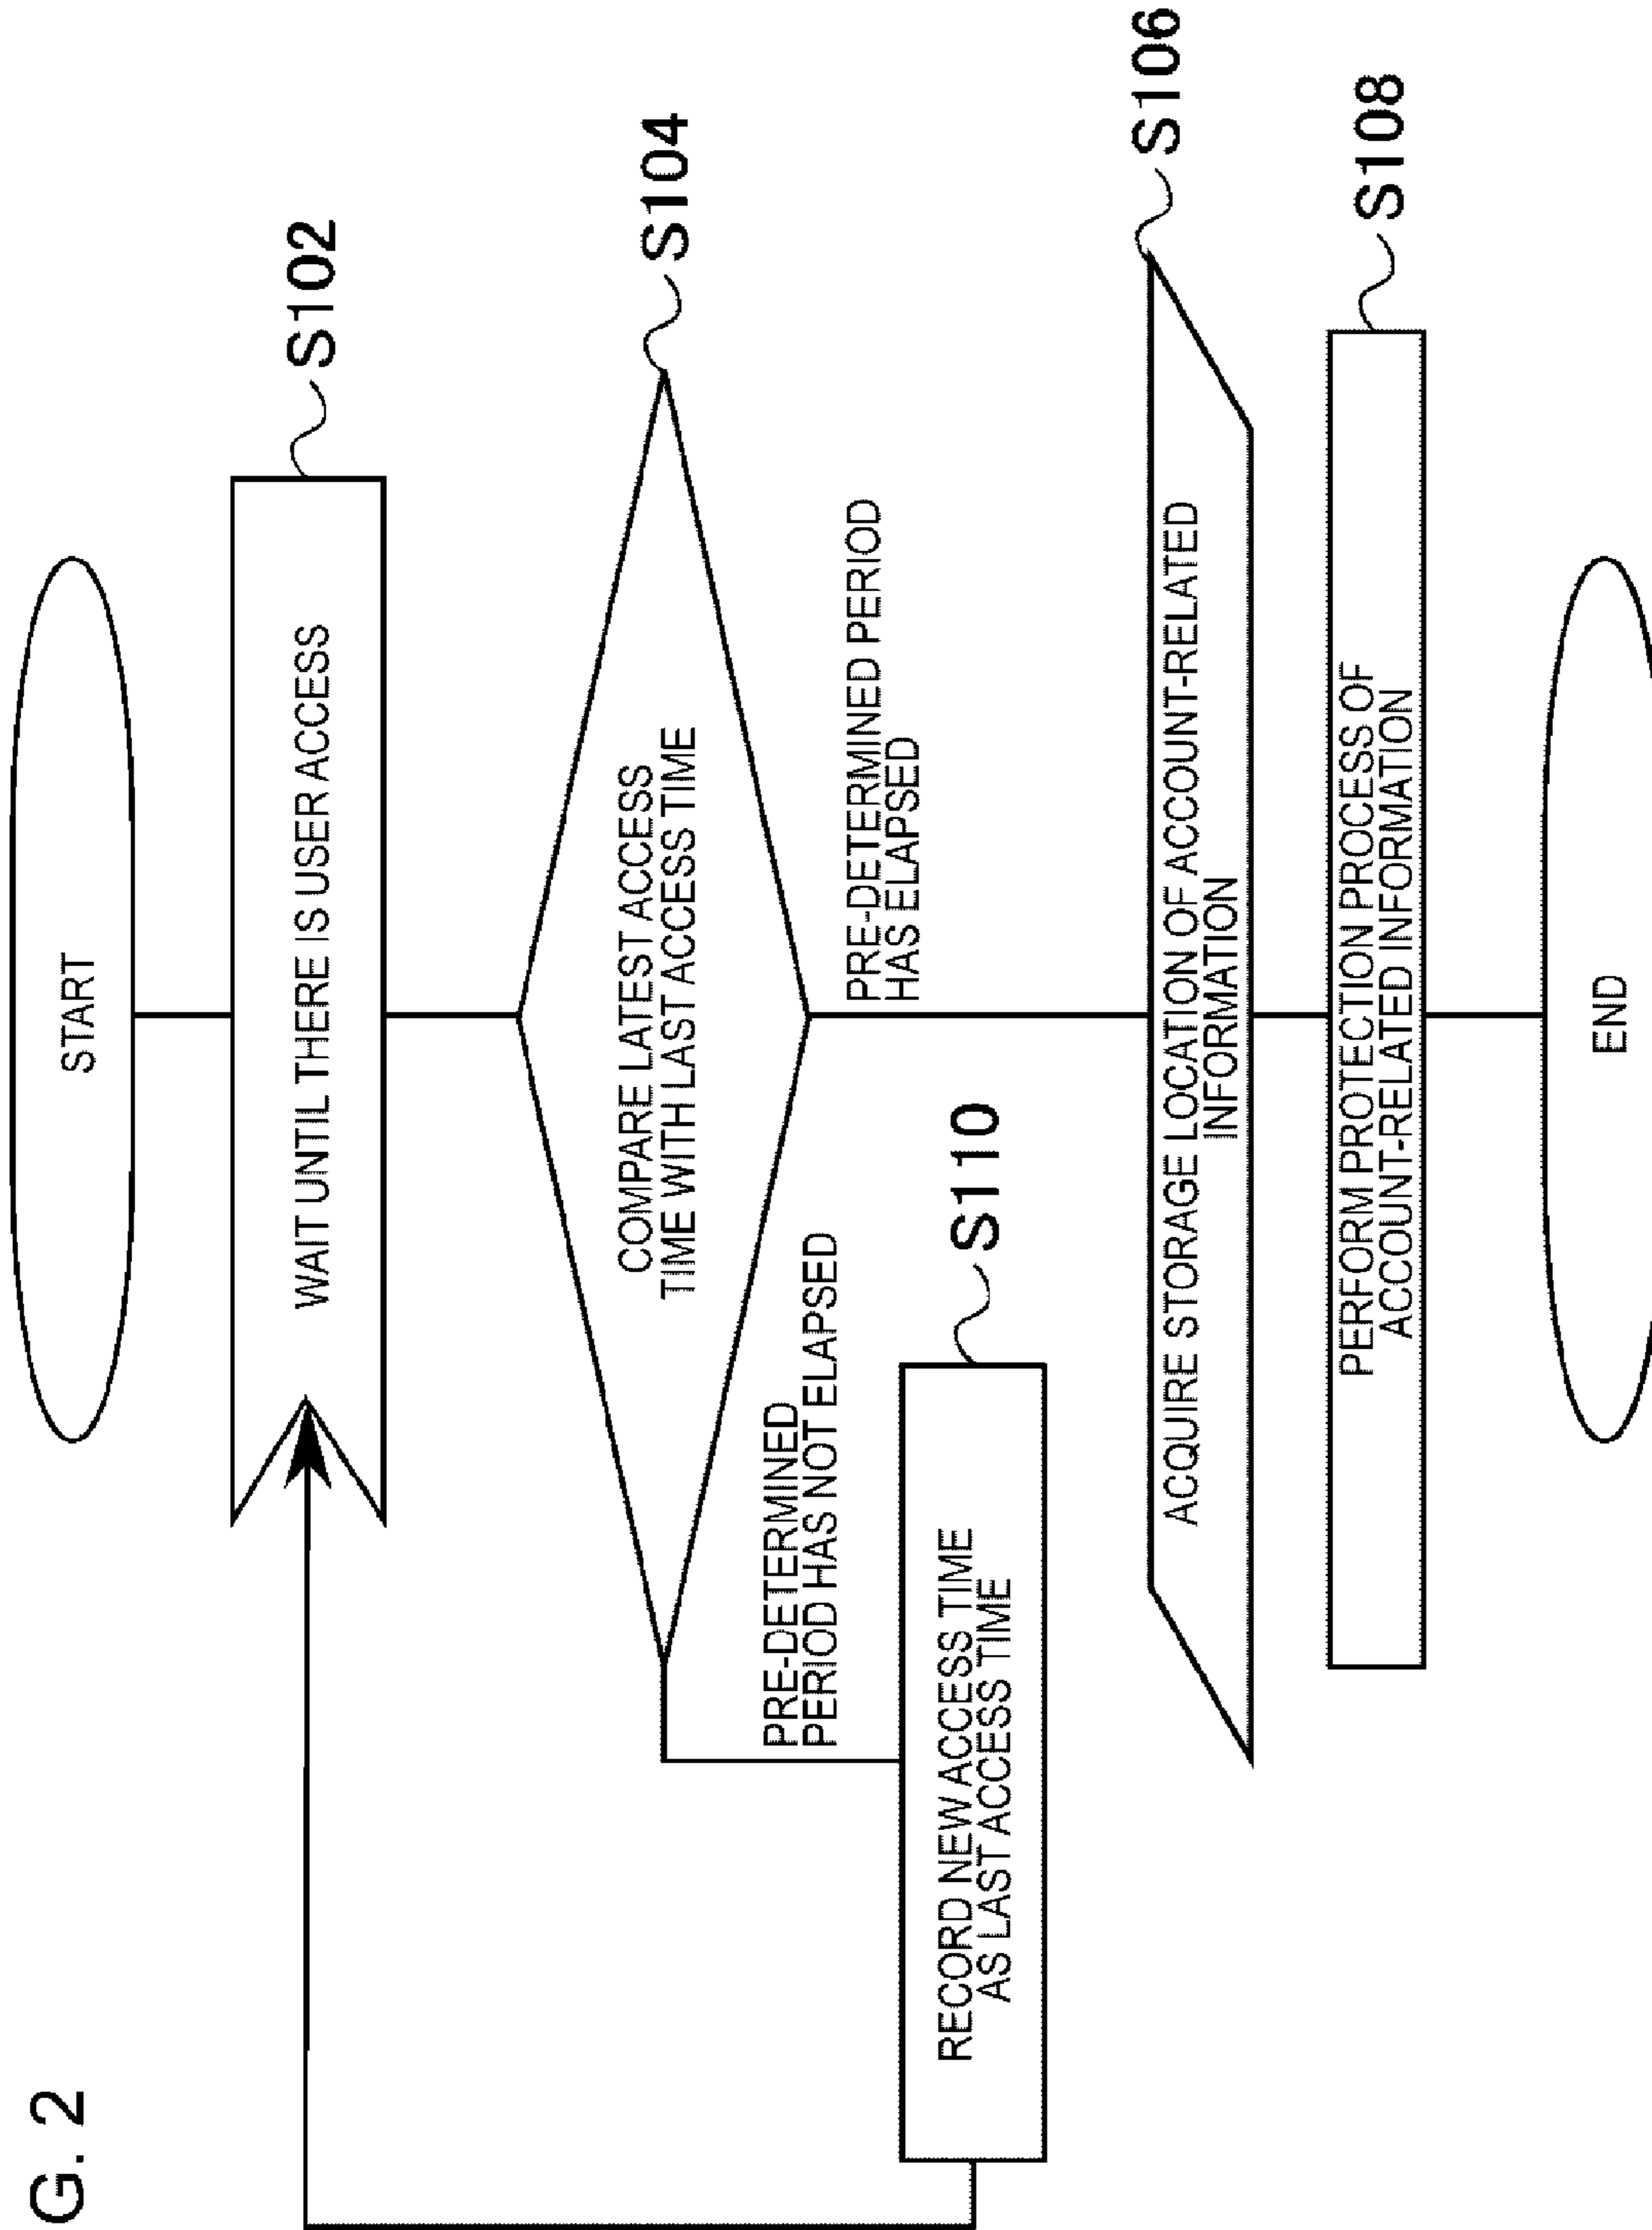 G. 2
START
WAIT UNTIL THERE IS USER ACCESS
S102
COMPARE LATEST ACCESS
TIME WITH LAST ACCESS TIME
S104
PRE-DETERMINED
PERIOD HAS NOT ELAPSED
PRE-DETERMINED PERIOD
HAS ELAPSED
RECORD NEW ACCESS TIME
AS LAST ACCESS TIME
S110
ACQUIRE STORAGE LOCATION OF ACCOUNT-RELATED
INFORMATION
S106
PERFORM PROTECTION PROCESS OF
ACCOUNT-RELATED INFORMATION
S108
END